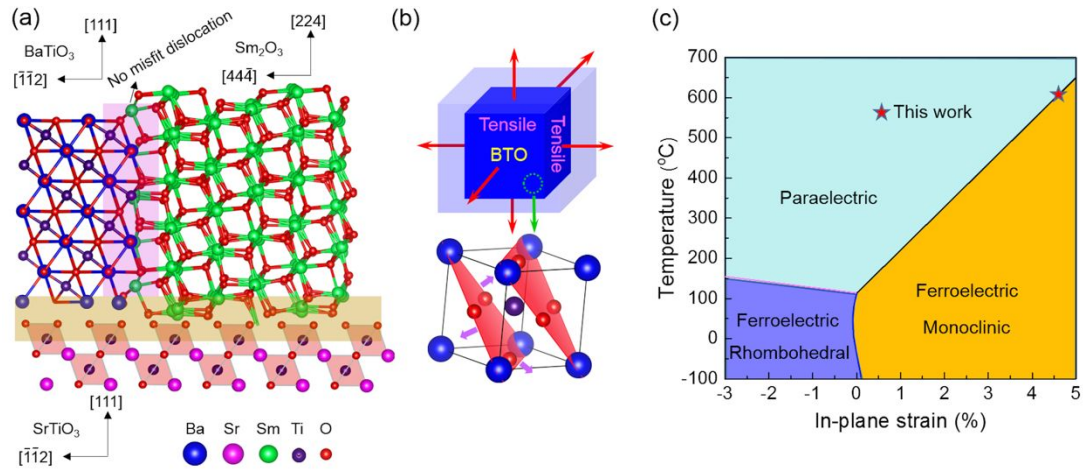 (a)
[111]
BaTiO₃
[1̅1̅2]
No misfit dislocation
Sm₂O₃
[224]
[444̅]
[111]
SrTiO₃
[1̅1̅2]
Ba Sr Sm Ti O
(b)
Tensile
Tensile
BTO
(c)
Temperature (°C)
700
600
500
400
300
200
100
0
-100
This work
Paraelectric
Ferroelectric
Rhombohedral
Ferroelectric
Monoclinic
-3 -2 -1 0 1 2 3 4 5
In-plane strain (%)